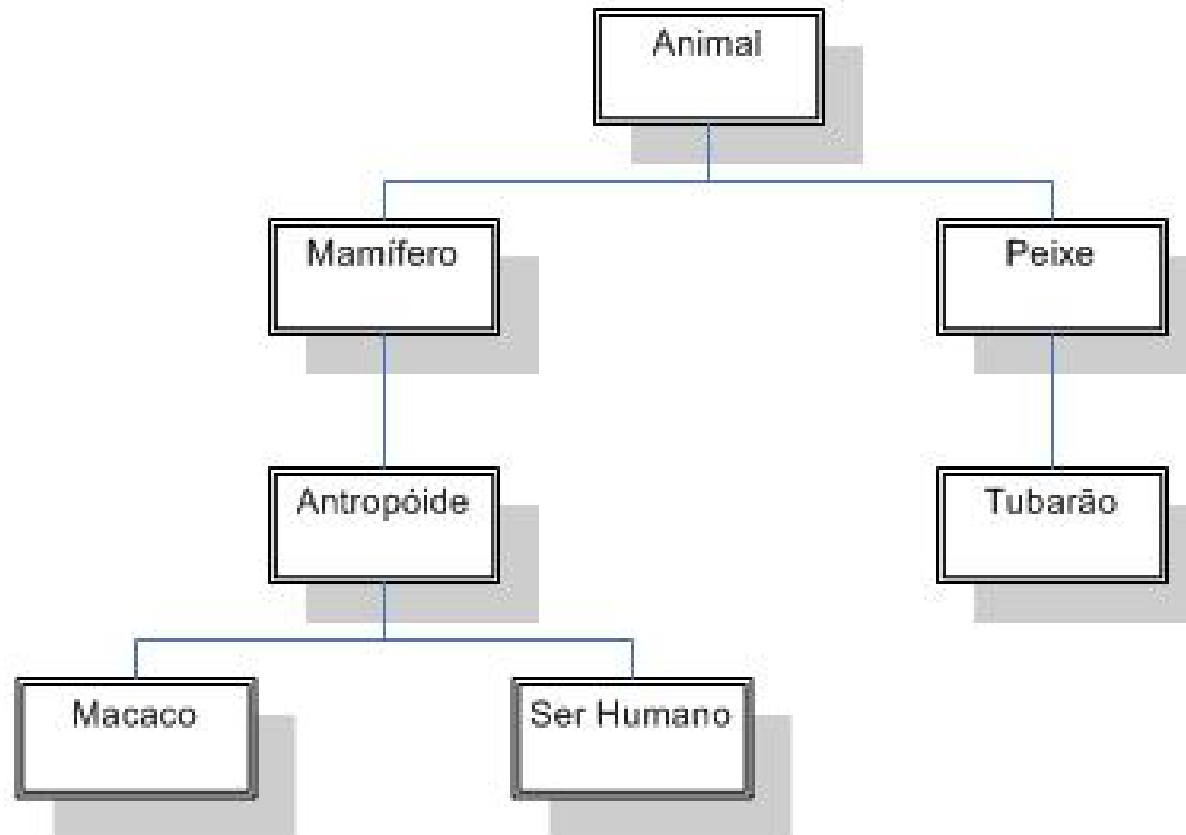 Animal
Mamífero
Peixe
Antropóide
Tubarão
Macaco
Ser Humano